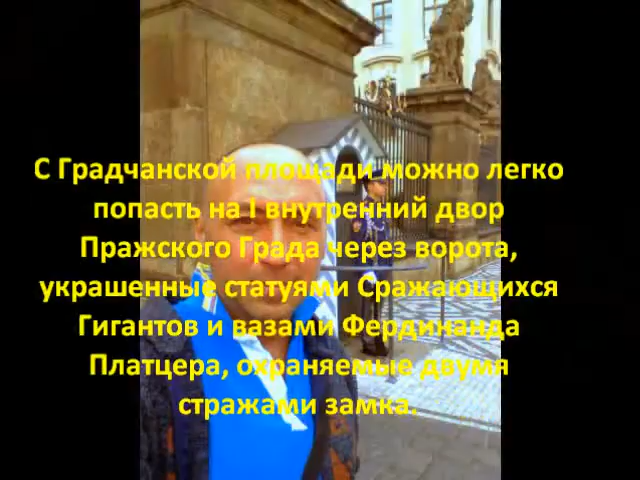 С Градчанской площади можно легко
попасть на I внутренний двор
Пражского Града через ворота,
украшенные статуями Сражающихся
Гигантов и вазами Фердинанда
Платцера, охраняемые двумя
стражами замка.